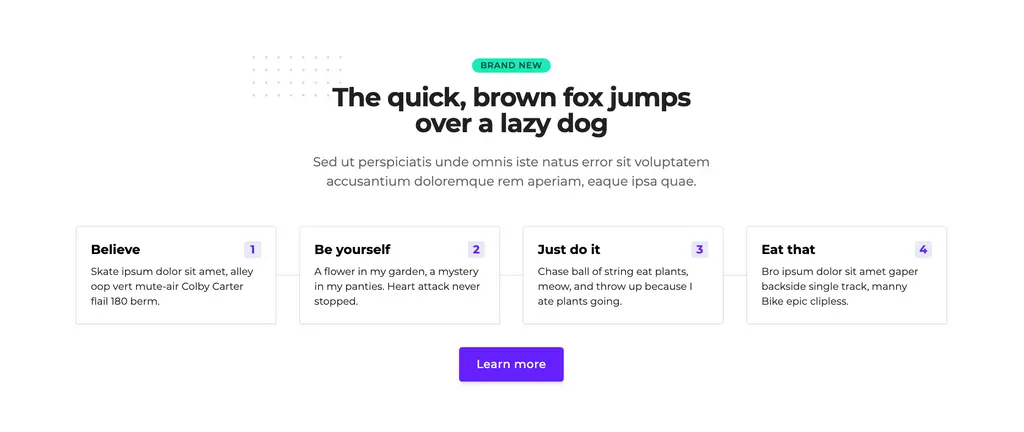 BRAND NEW
The quick, brown fox jumps
over a lazy dog
Sed ut perspiciatis unde omnis iste natus error sit voluptatem
accusantium doloremque rem aperiam, eaque ipsa quae.
Believe 1
Skate ipsum dolor sit amet, alley
oop vert mute-air Colby Carter
flail 180 berm.
Be yourself 2
A flower in my garden, a mystery
in my panties. Heart attack never
stopped.
Just do it 3
Chase ball of string eat plants,
meow, and throw up because I
ate plants going.
Eat that 4
Bro ipsum dolor sit amet gaper
backside single track, manny
Bike epic clipless.
Learn more